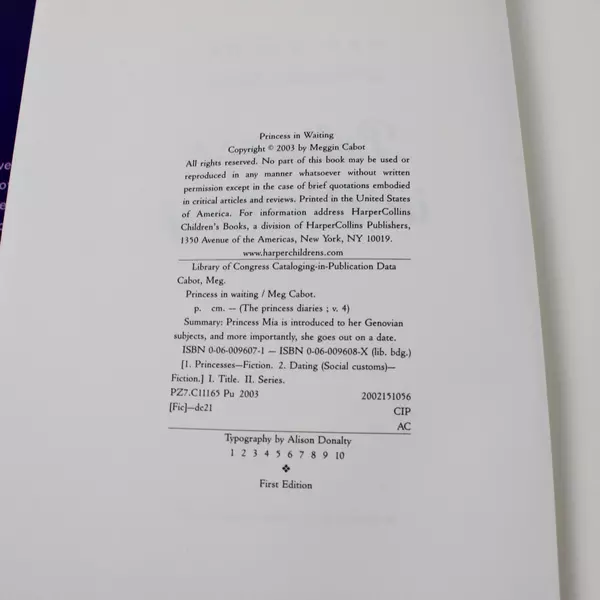 Princess in Waiting
Copyright © 2003 by Meggin Cabot
All rights reserved. No part of this book may be used or
reproduced in any manner whatsoever without written
permission except in the case of brief quotations embodied
in critical articles and reviews. Printed in the United States
of America. For information address HarperCollins
Children's Books, a division of HarperCollins Publishers,
1350 Avenue of the Americas, New York, NY 10019.
www.harperchildrens.com
Library of Congress Cataloging-in-Publication Data
Cabot, Meg.
Princess in waiting / Meg Cabot.
p. cm. — (The princess diaries ; v. 4)
Summary: Princess Mia is introduced to her Genovian
subjects, and more importantly, she goes out on a date.
ISBN 0-06-009607-1 — ISBN 0-06-009608-X (lib. bdg.)
[1. Princesses—Fiction. 2. Dating (Social customs)—
Fiction.] I. Title. II. Series.
PZ7.C11165 Pu 2003 2002151056
[Fic]—dc21 CIP
AC
Typography by Alison Donalty
1 2 3 4 5 6 7 8 9 10
❖
First Edition